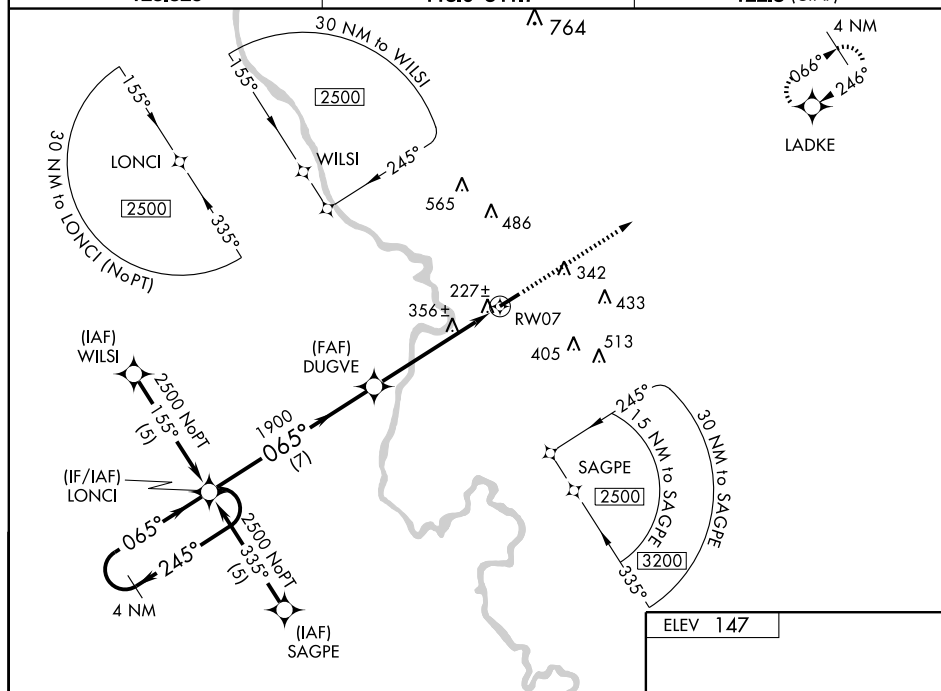 764
4 NM
066°
246°
LADKE
30 NM to WILSI
155°
2500
WILSI
245°
155°
LONCI
2500
335°
30 NM to LONCI (NoPT)
565
486
342
227±
433
356±
RW07
405
513
(IAF)
WILSI
2500 NoPT
155°
(5)
(FAF)
DUGVE
1900
065°
(7)
(IF/IAF)
LONCI
065°
245°
4 NM
2500 NoPT
335°
(5)
(IAF)
SAGPE
245°
15 NM to SAGPE
30 NM to SAGPE
SAGPE
2500
3200
335°
ELEV 147